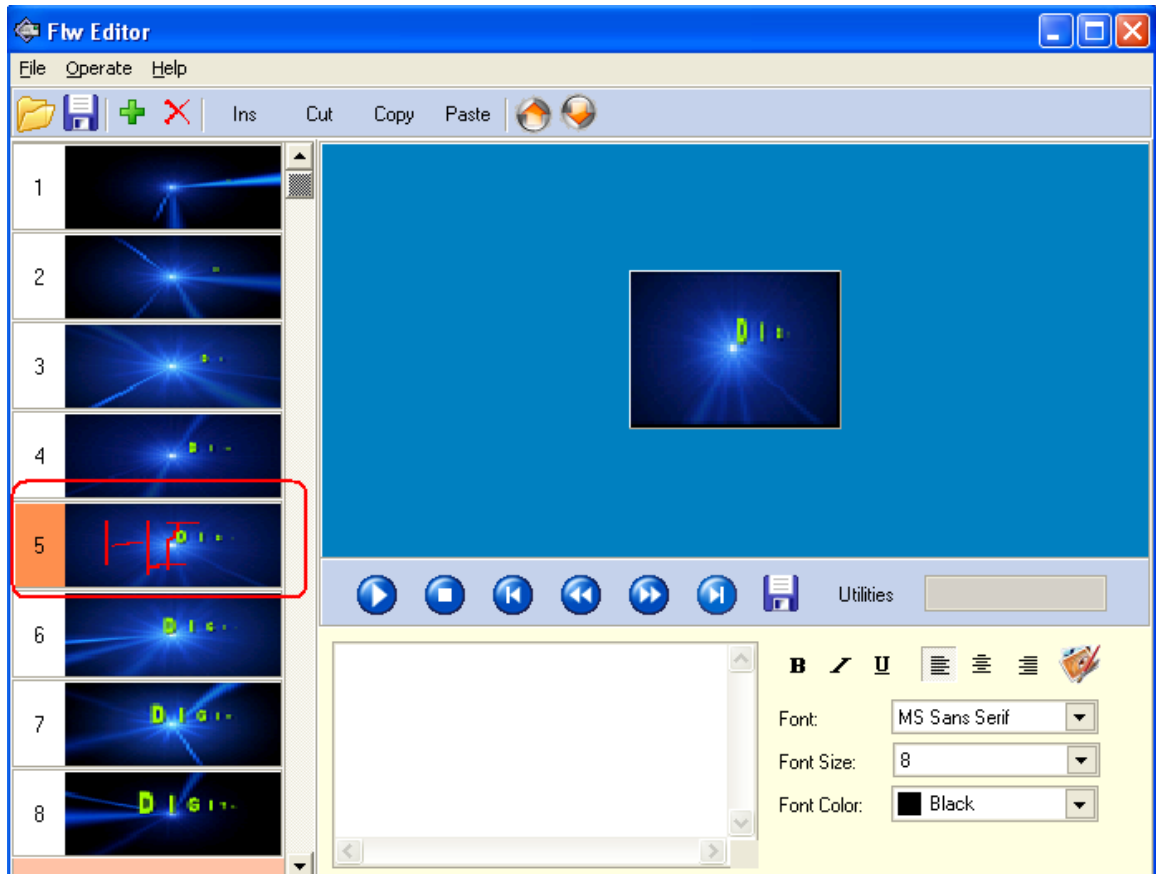 Flw Editor
File Operate Help
Ins Cut Copy Paste
1
2
3
4
5
6
7
8
Utilities
B I U
Font: MS Sans Serif
Font Size: 8
Font Color: Black